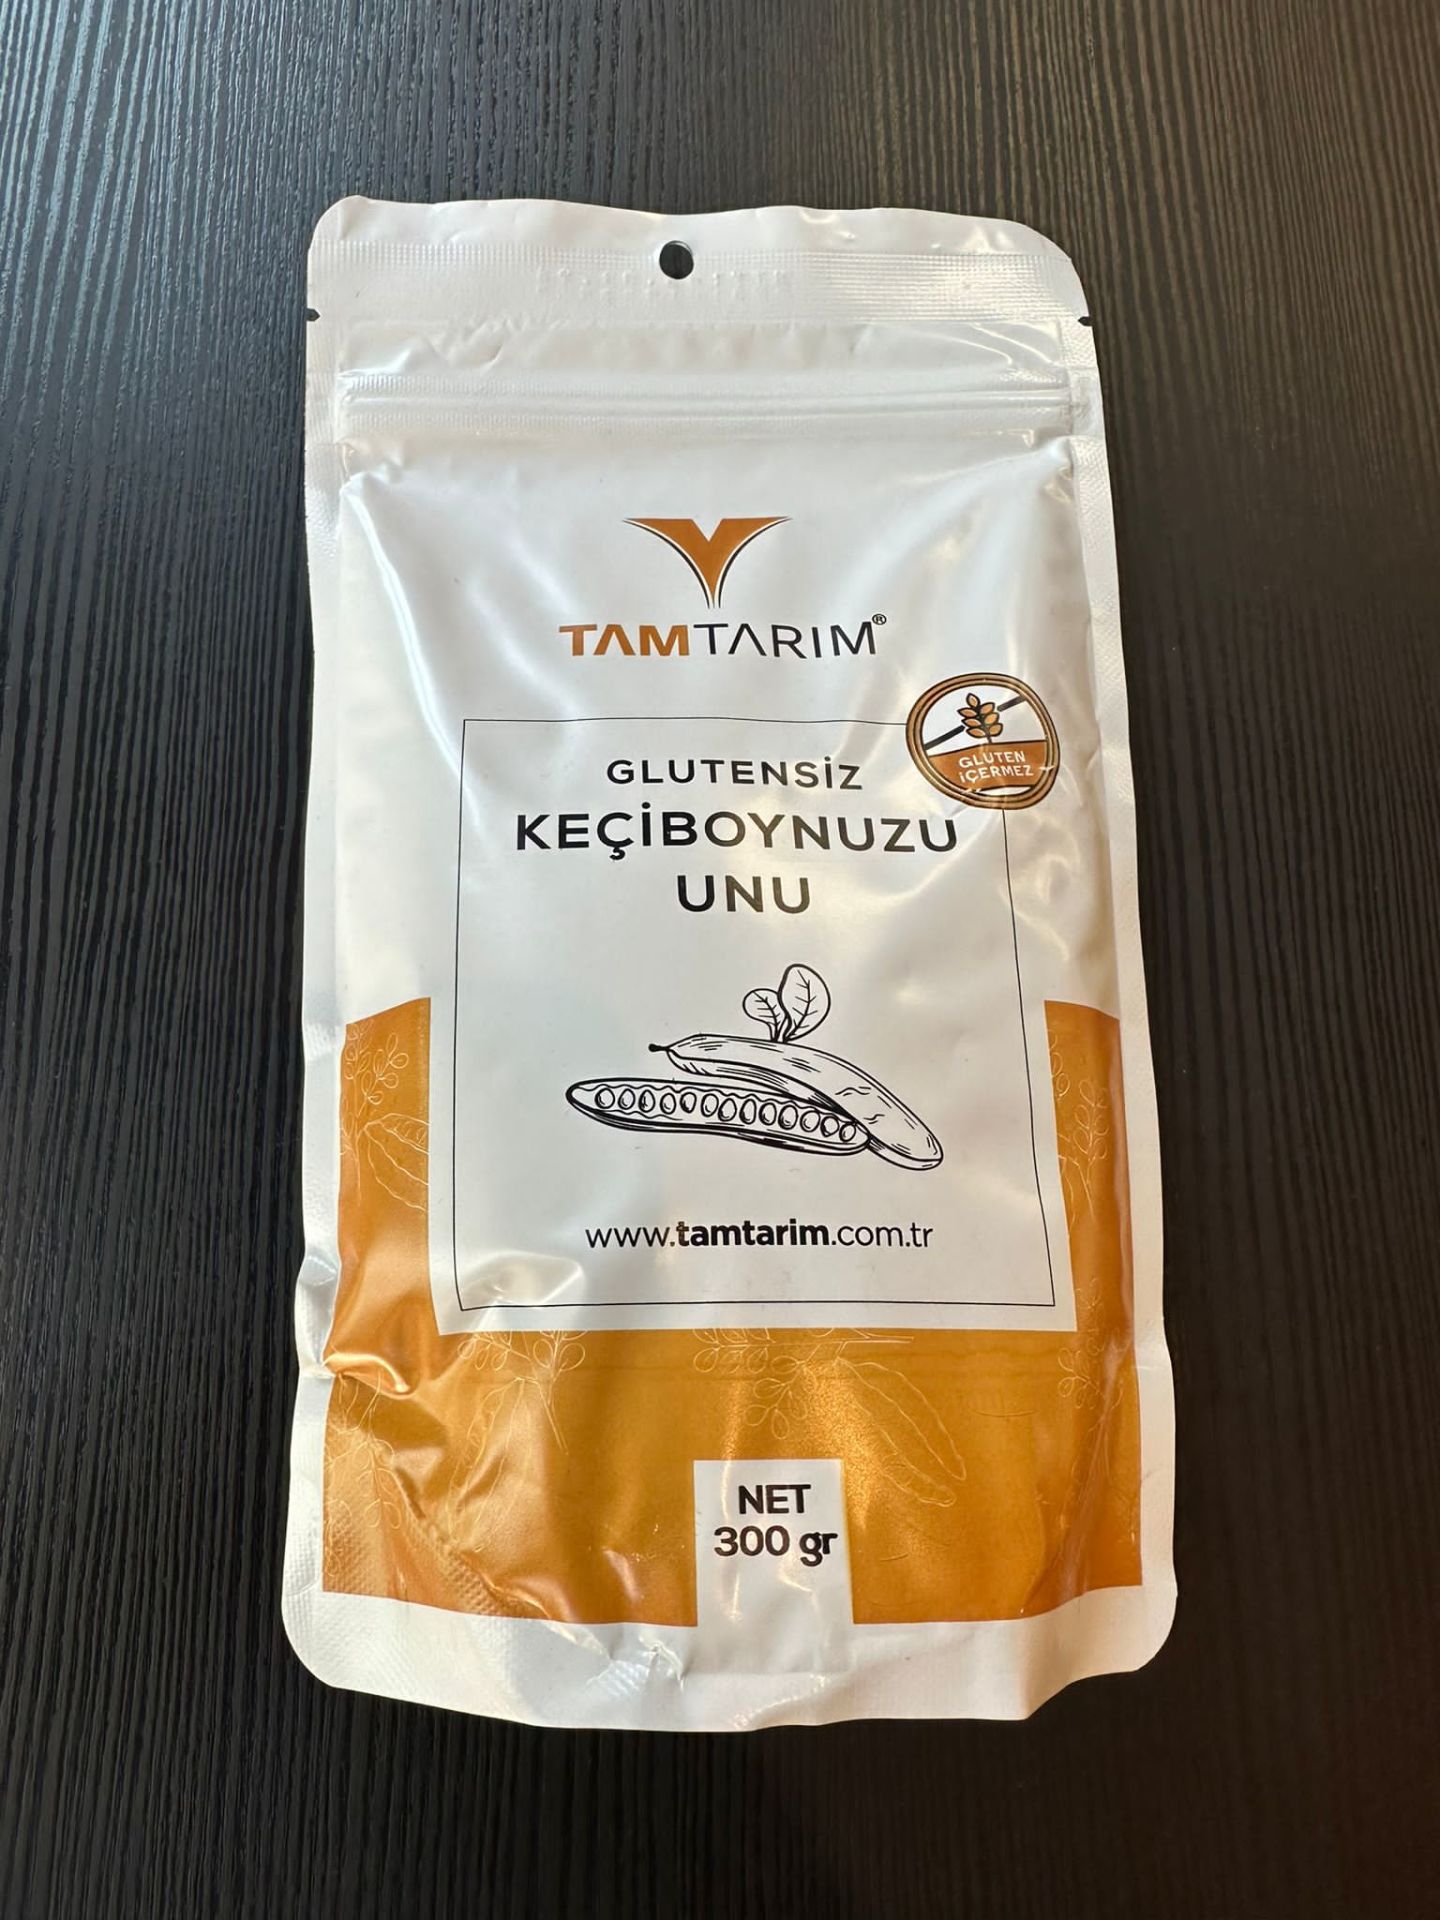 TAMTARIM®
GLUTEN
İÇERMEZ
GLUTENSİZ
KEÇİBOYNUZU
UNU
www.tamtarim.com.tr
NET
300 gr